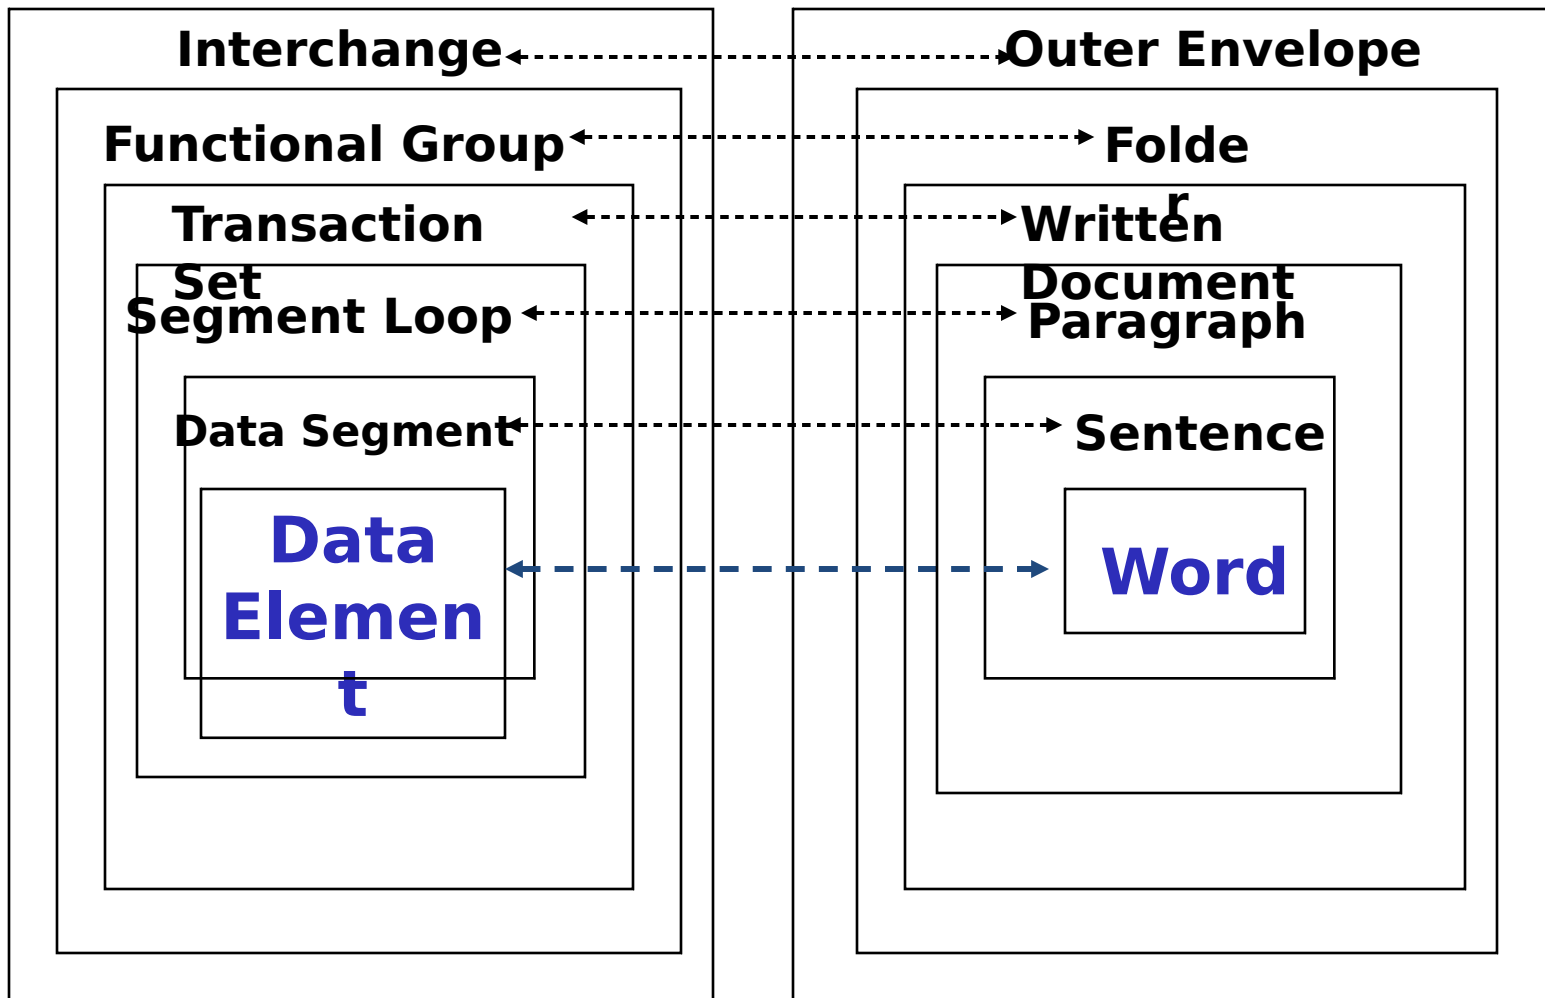 Interchange
Outer Envelope
Functional Group
Folde
r
Transaction
Set
Written
Document
Segment Loop
Paragraph
Data Segment
Sentence
Data
Elemen
t
Word